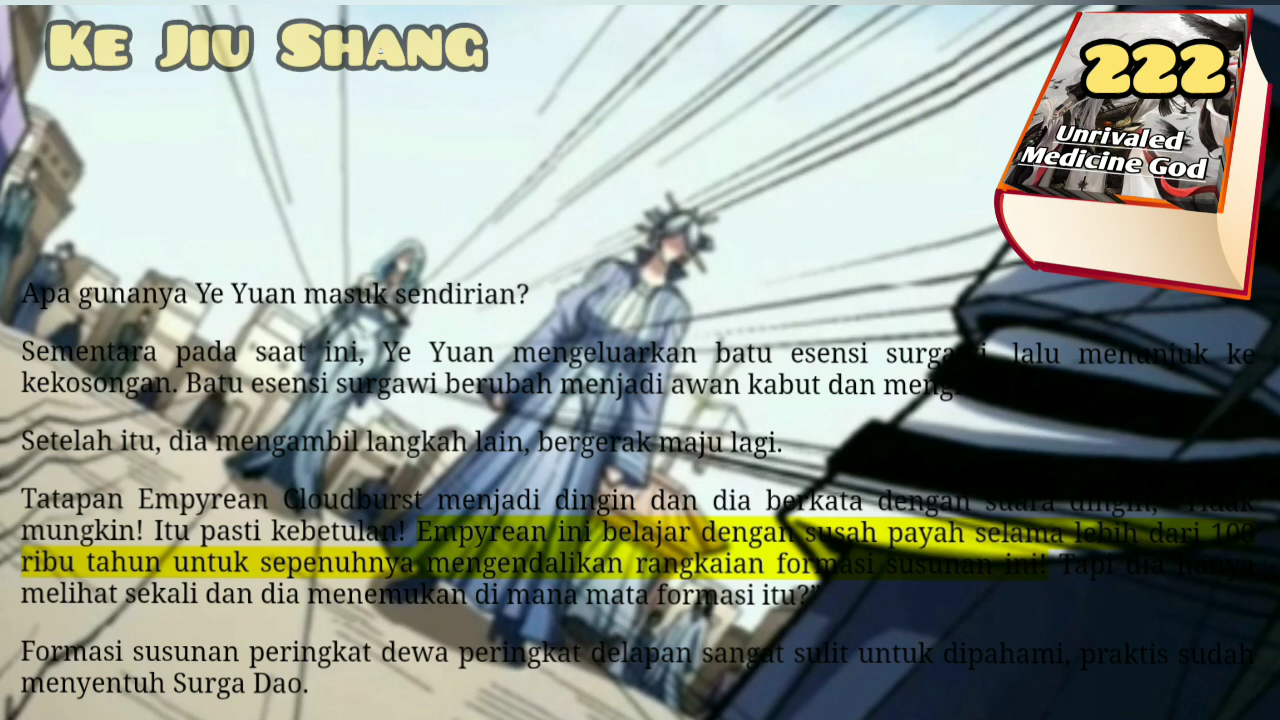 KE JIU SHANG
222
Unrivaled
Medicine God
Apa gunanya Ye Yuan masuk sendirian?
Sementara pada saat ini, Ye Yuan mengeluarkan batu esensi surgawi, lalu menunjuk ke
kekosongan. Batu esensi surgawi berubah menjadi awan kabut dan
Setelah itu, dia mengambil langkah lain, bergerak maju lagi.
Tatapan Empyrean Cloudburst menjadi dingin dan dia berkata dengan suara dingin, "Tidak
mungkin! Itu pasti kebetulan! Empyrean ini belajar dengan susah payah selama lebih dari 100
ribu tahun untuk sepenuhnya mengendalikan rangkaian formasi susunan ini! Tapi dia hanya
melihat sekali dan dia menemukan di mana mata formasi itu?"
Formasi susunan peringkat dewa peringkat delapan sangat sulit untuk dipahami, praktis sudah
menyentuh Surga Dao.